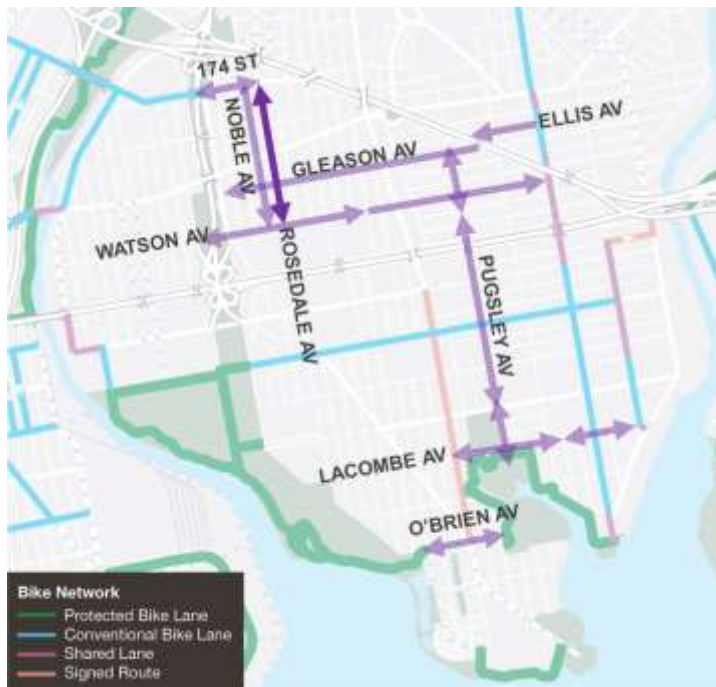 174 ST
NOBLE AV
ELLIS AV
GLEASON AV
WATSON AV
ROSEDALE AV
PUGSLEY AV
LACOMBE AV
O'BRIEN AV
Bike Network
Protected Bike Lane
Conventional Bike Lane
Shared Lane
Signed Route